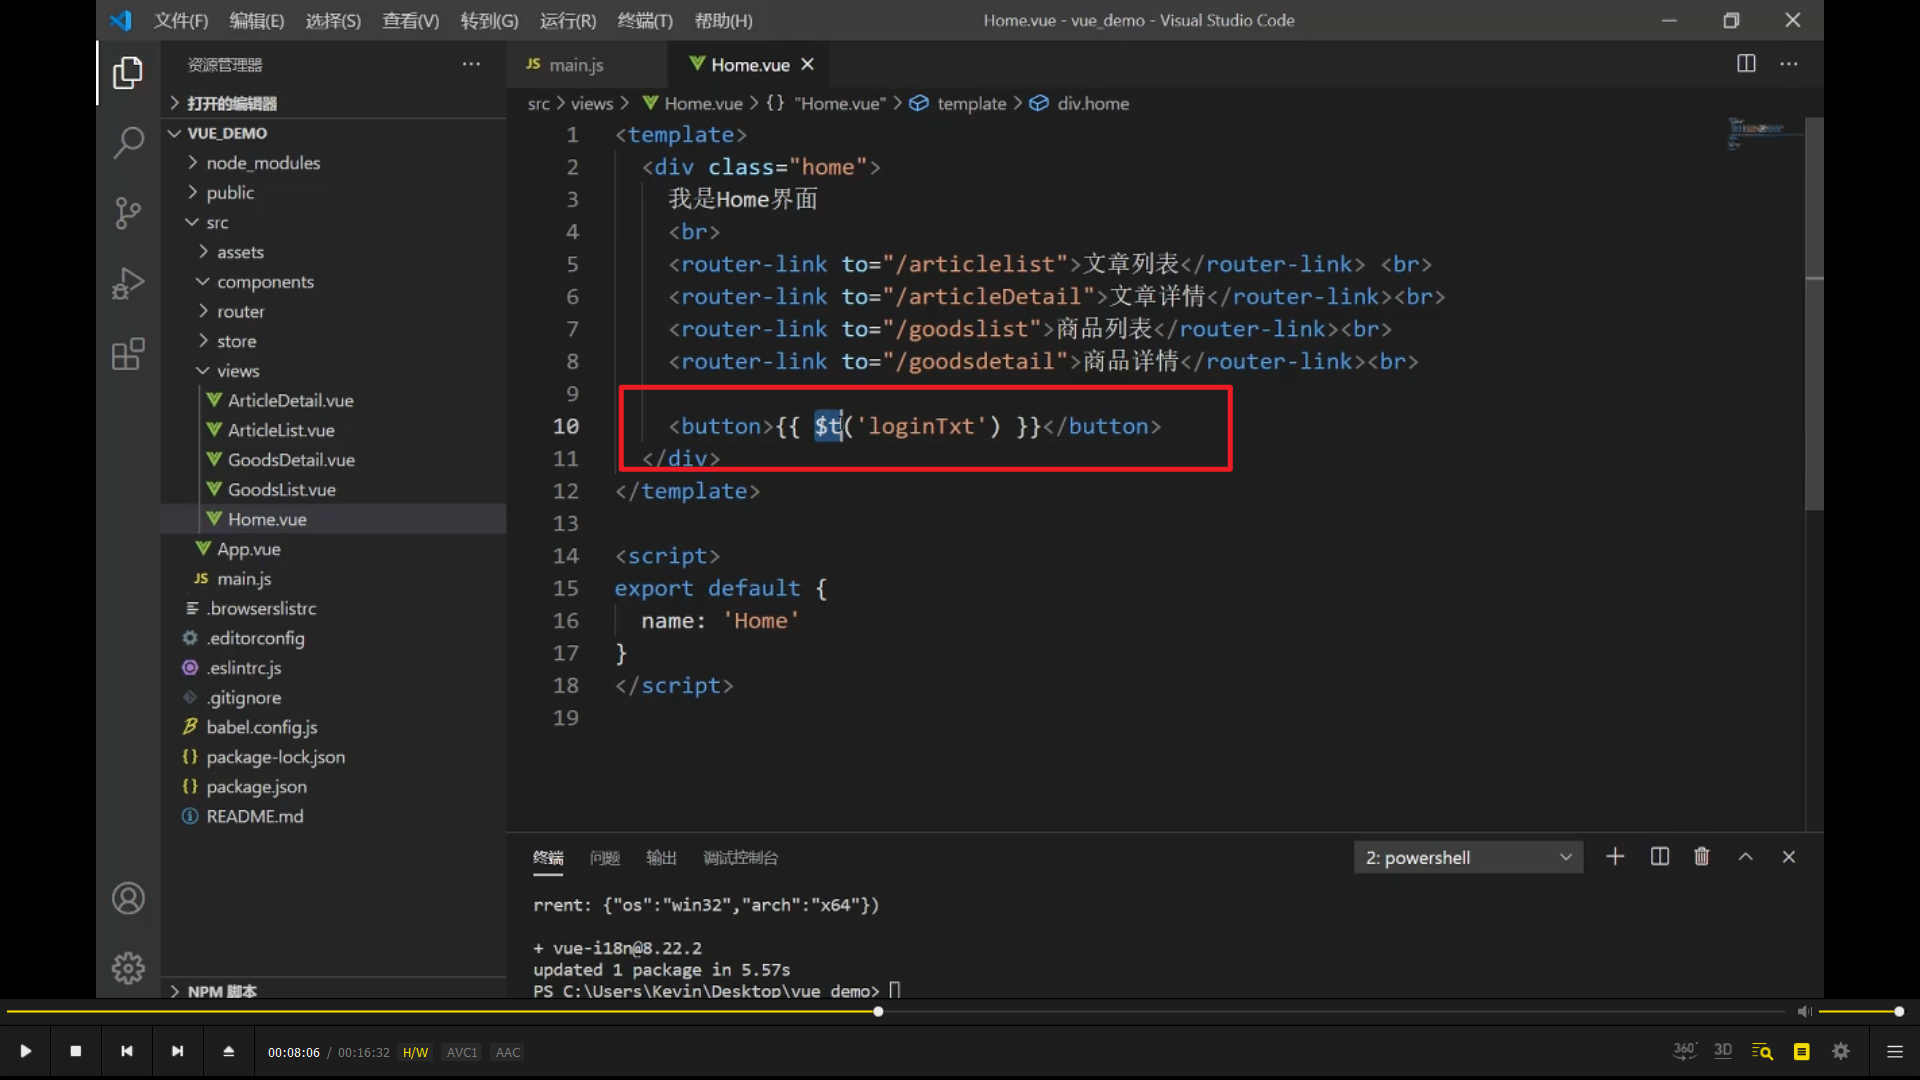 文件(F) 编辑(E) 选择(S) 查看(V) 转到(G) 运行(R) 终端(T) 帮助(H) Home.vue - vue_demo - Visual Studio Code
资源管理器
打开的编辑器
VUE_DEMO
node_modules
public
src
assets
components
router
store
views
ArticleDetail.vue
ArticleList.vue
GoodsDetail.vue
GoodsList.vue
Home.vue
App.vue
JS main.js
.browserslistrc
.editorconfig
.eslintrc.js
.gitignore
babel.config.js
{} package-lock.json
{} package.json
README.md
NPM 脚本
JS main.js Home.vue
src > views > Home.vue > {} "Home.vue" > template > div.home
1 <template>
2 <div class="home">
3 我是Home界面
4 <br>
5 <router-link to="/articlelist">文章列表</router-link> <br>
6 <router-link to="/articleDetail">文章详情</router-link><br>
7 <router-link to="/goodslist">商品列表</router-link><br>
8 <router-link to="/goodsdetail">商品详情</router-link><br>
9
10 <button>{{ $t('loginTxt') }}</button>
11 </div>
12 </template>
13
14 <script>
15 export default {
16 name: 'Home'
17 }
18 </script>
19
终端 问题 输出 调试控制台 2: powershell
rrent: {"os":"win32","arch":"x64"})
+ vue-i18n@8.22.2
updated 1 package in 5.57s
PS C:\Users\Kevin\Desktop\vue_demo>
00:08:06 / 00:16:32 H/W AVC1 AAC 360° 3D